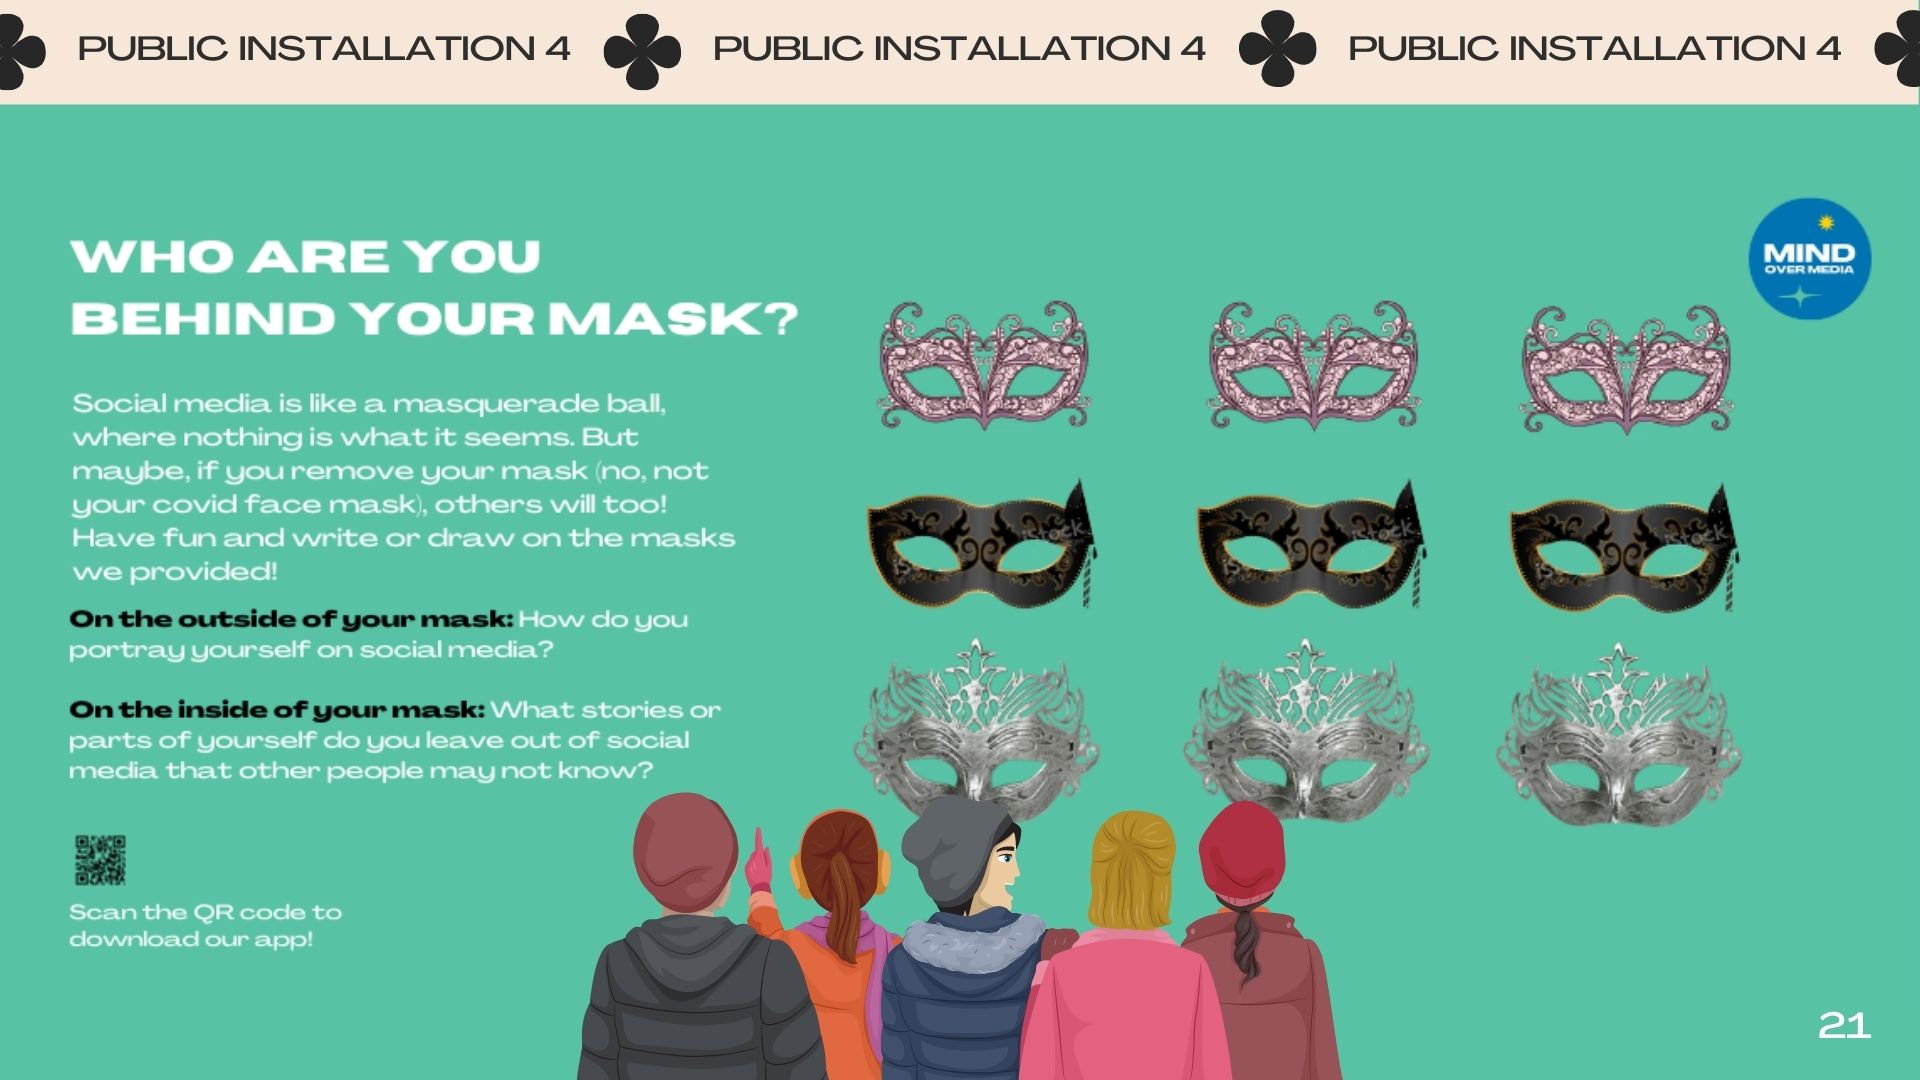 PUBLIC INSTALLATION 4 PUBLIC INSTALLATION 4 PUBLIC INSTALLATION 4
WHO ARE YOU
BEHIND YOUR MASK?
Social media is like a masquerade ball,
where nothing is what it seems. But
maybe, if you remove your mask (no, not
your covid face mask), others will too!
Have fun and write or draw on the masks
we provided!
On the outside of your mask: How do you
portray yourself on social media?
On the inside of your mask: What stories or
parts of yourself do you leave out of social
media that other people may not know?
Scan the QR code to
download our app!
MIND
OVER MEDIA
iStock
iStock
iStock
21